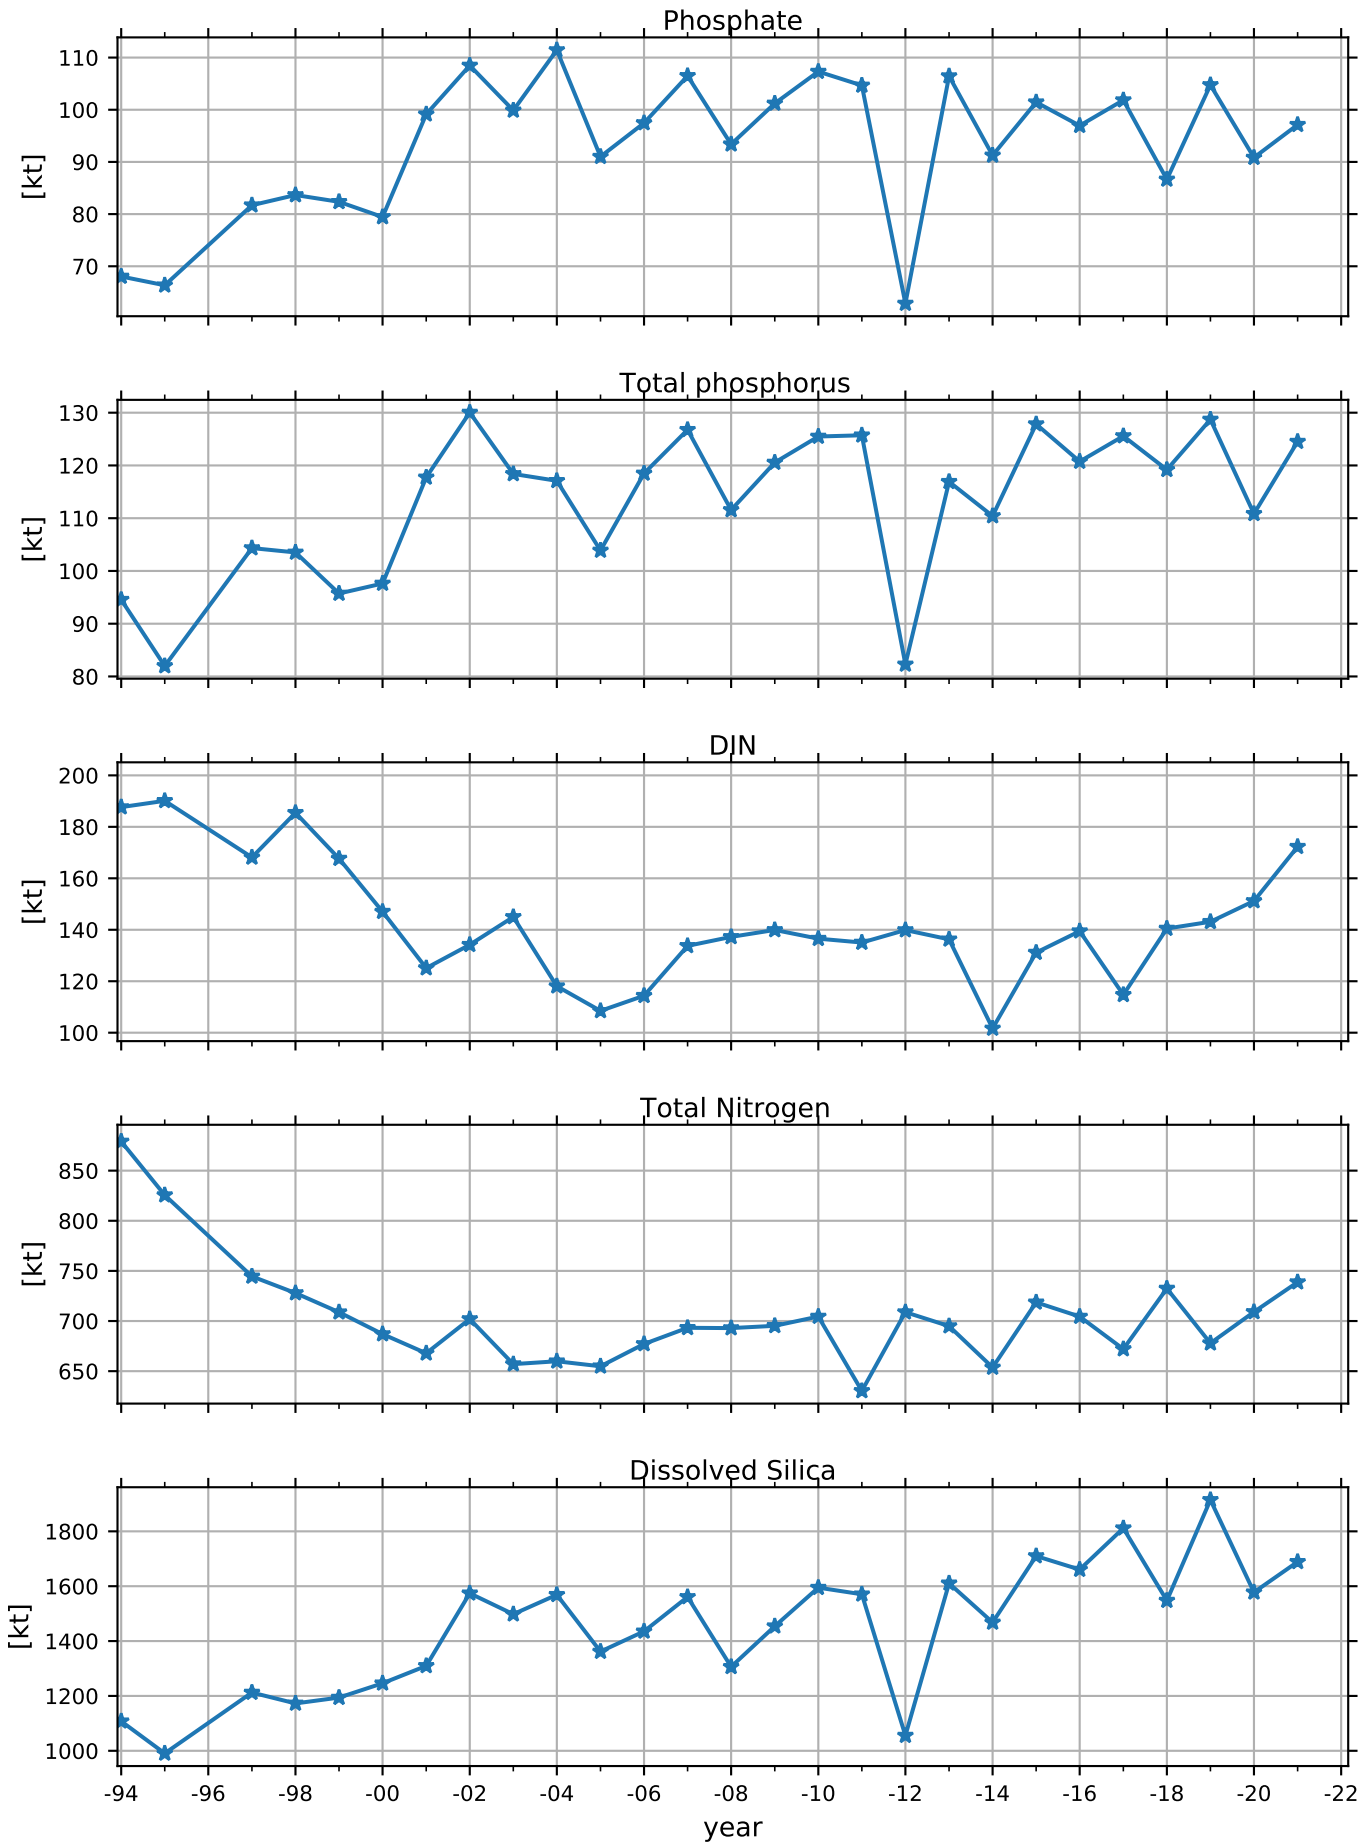 Phosphate
110
100
90
80
70
[kt]
Total phosphorus
130
120
110
100
90
80
[kt]
DIN
200
180
160
140
120
100
[kt]
Total Nitrogen
850
800
750
700
650
[kt]
Dissolved Silica
1800
1600
1400
1200
1000
[kt]
-94 -96 -98 -00 -02 -04 -06 -08 -10 -12 -14 -16 -18 -20 -22
year